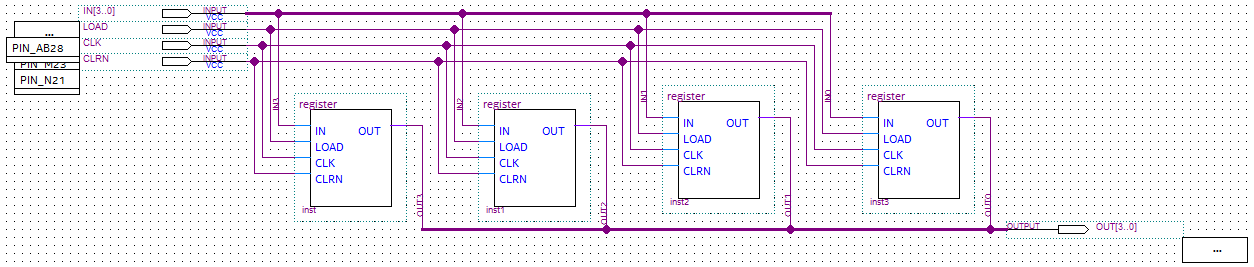 IN[3..0]
INPUT
VCC
...
LOAD
INPUT
VCC
PIN_AB28
CLK
INPUT
VCC
PIN_M23
CLRN
INPUT
VCC
PIN_N21
IN3
IN2
IN1
IN0
register
IN OUT
LOAD
CLK
CLRN
inst
register
IN OUT
LOAD
CLK
CLRN
inst1
register
IN OUT
LOAD
CLK
CLRN
inst2
register
IN OUT
LOAD
CLK
CLRN
inst3
OUT3
OUT2
OUT1
OUT0
OUTPUT
OUT[3..0]
...